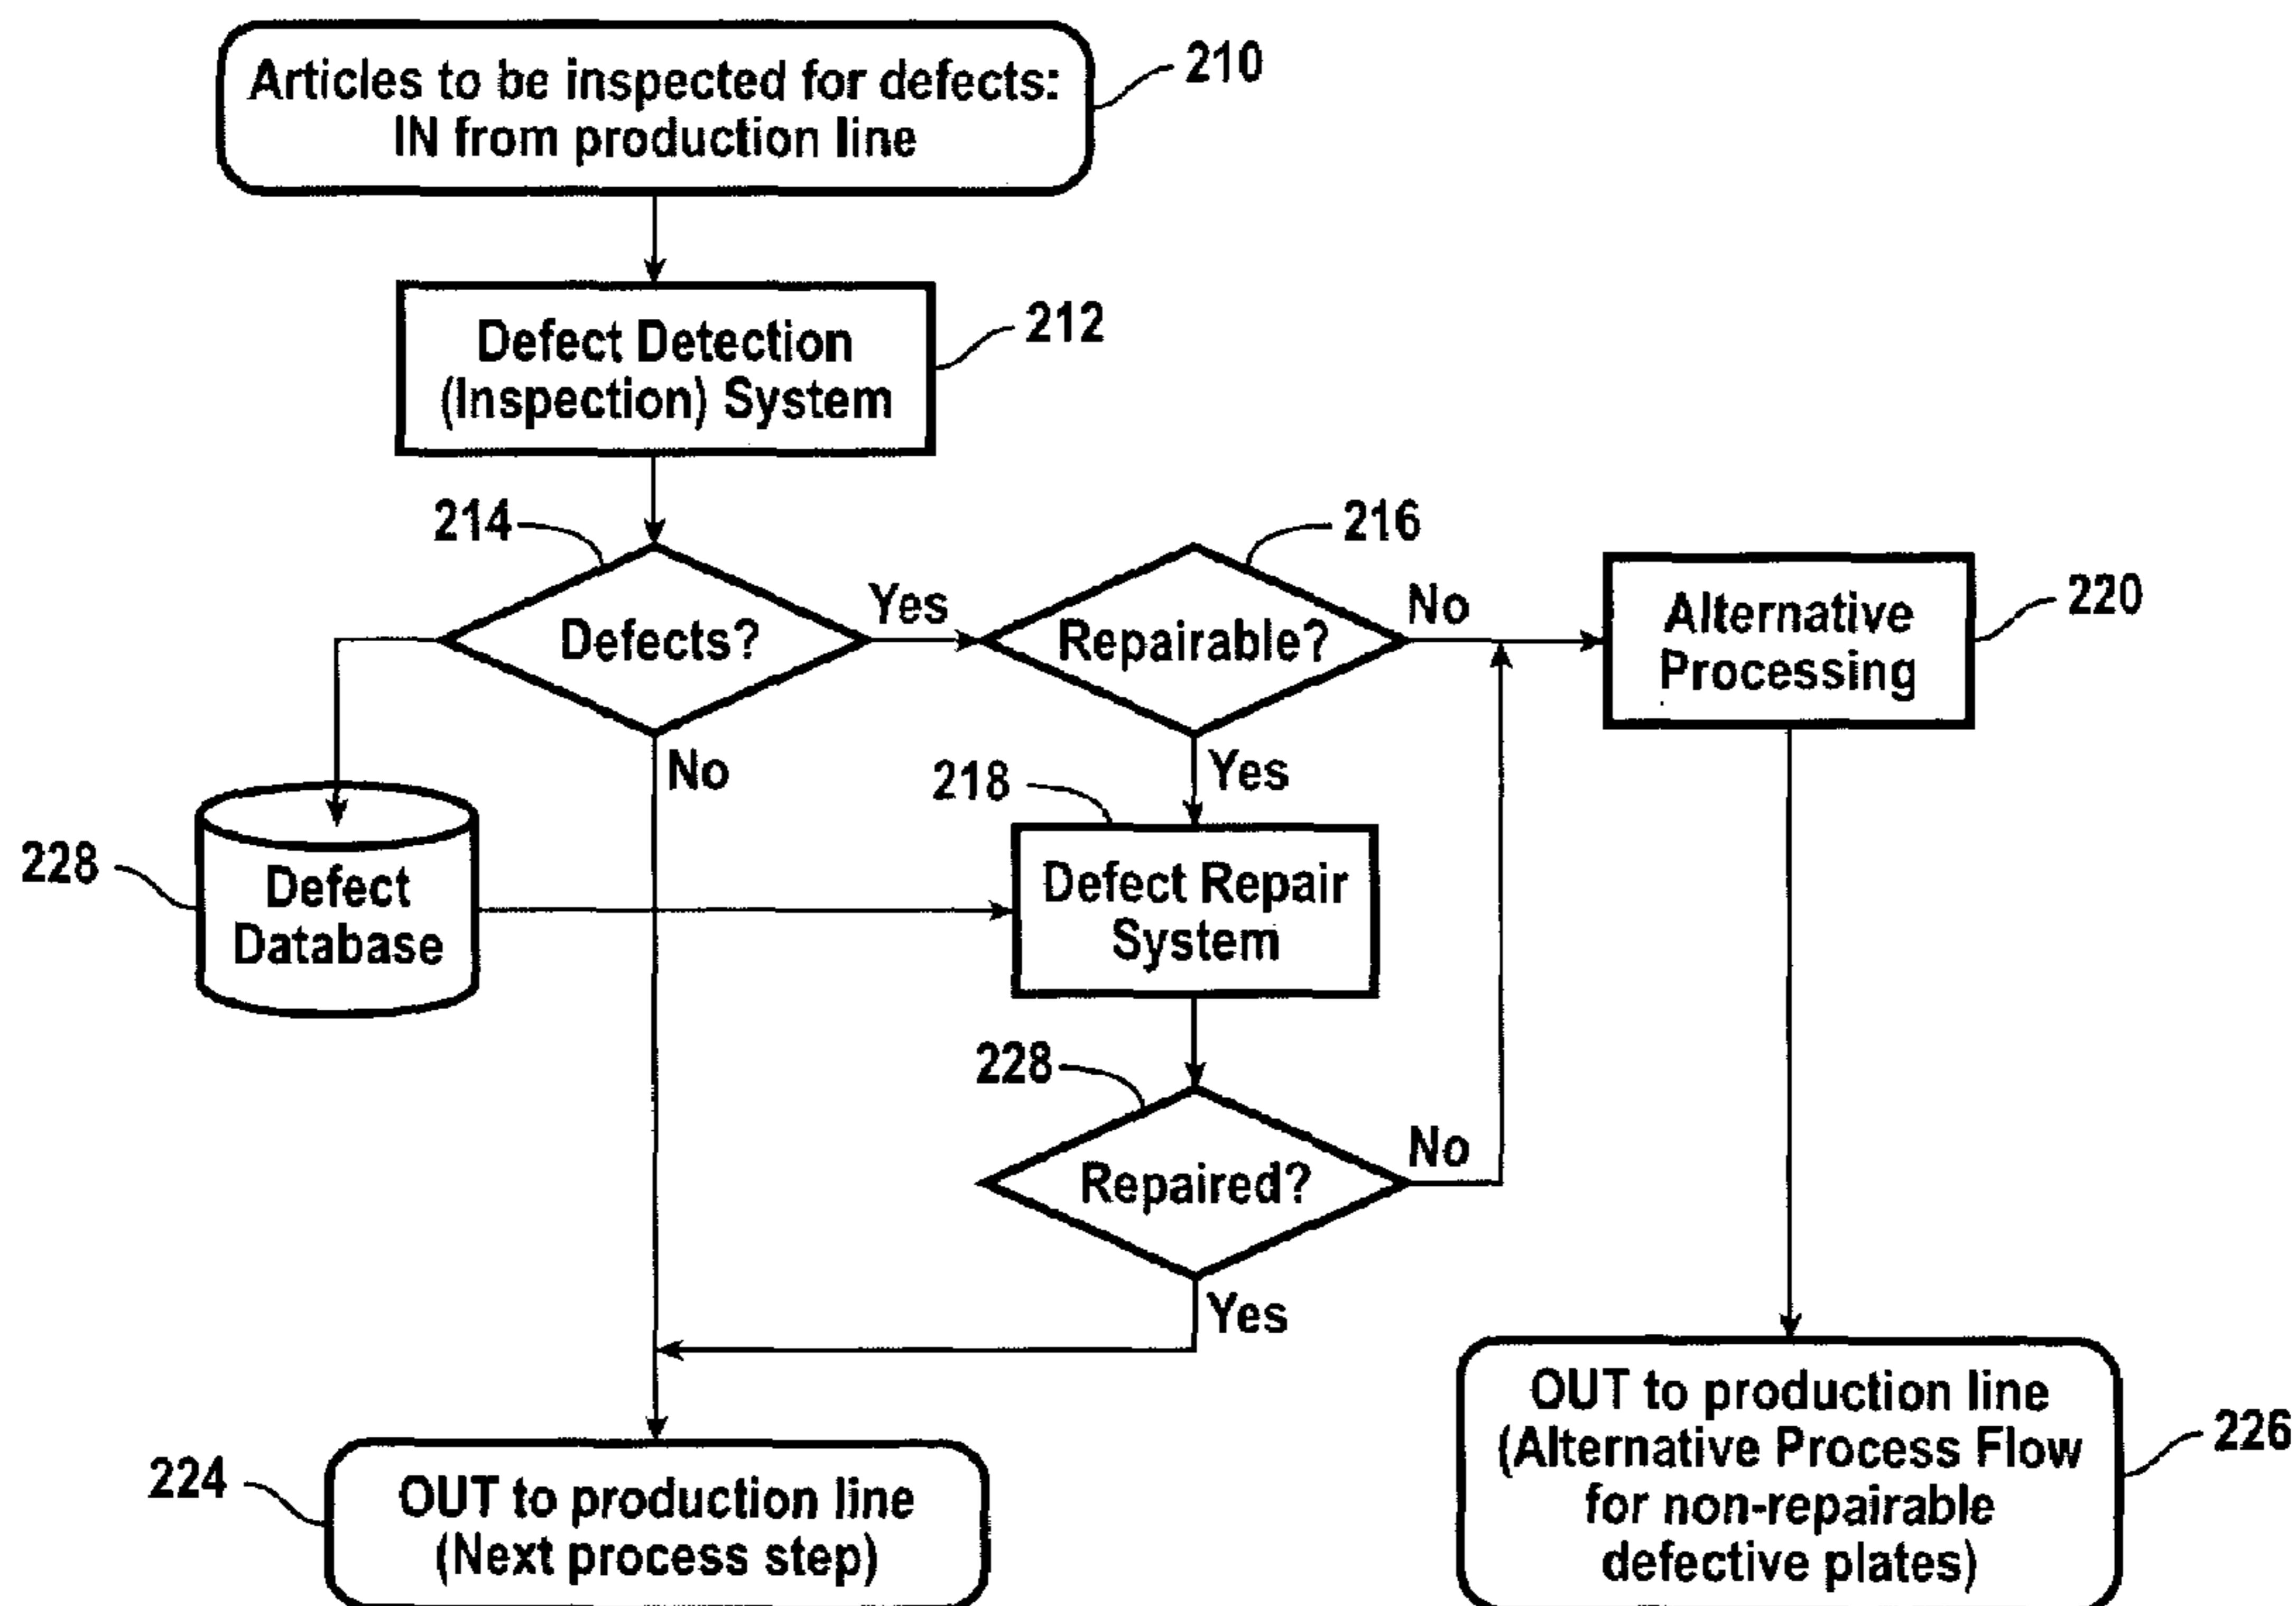 Articles to be inspected for defects:
IN from production line
210
Defect Detection
(Inspection) System
212
214
Defects?
Yes
No
216
Repairable?
No
Yes
Alternative
Processing
220
228
Defect
Database
218
Defect Repair
System
228
Repaired?
No
Yes
224
OUT to production line
(Next process step)
OUT to production line
(Alternative Process Flow
for non-repairable
defective plates)
226